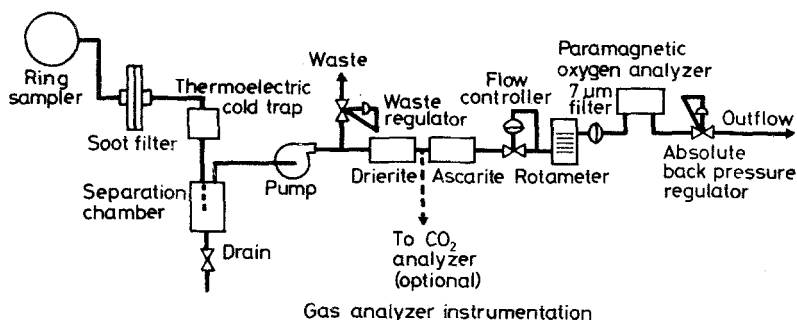 Ring
sampler
Soot filter
Thermoelectric
cold trap
Separation
chamber
Drain
Pump
Waste
Waste
regulator
Drierite
To CO₂
analyzer
(optional)
Ascarite
Flow
controller
Rotameter
7 μm
filter
Paramagnetic
oxygen analyzer
Absolute
back pressure
regulator
Outflow
Gas analyzer instrumentation